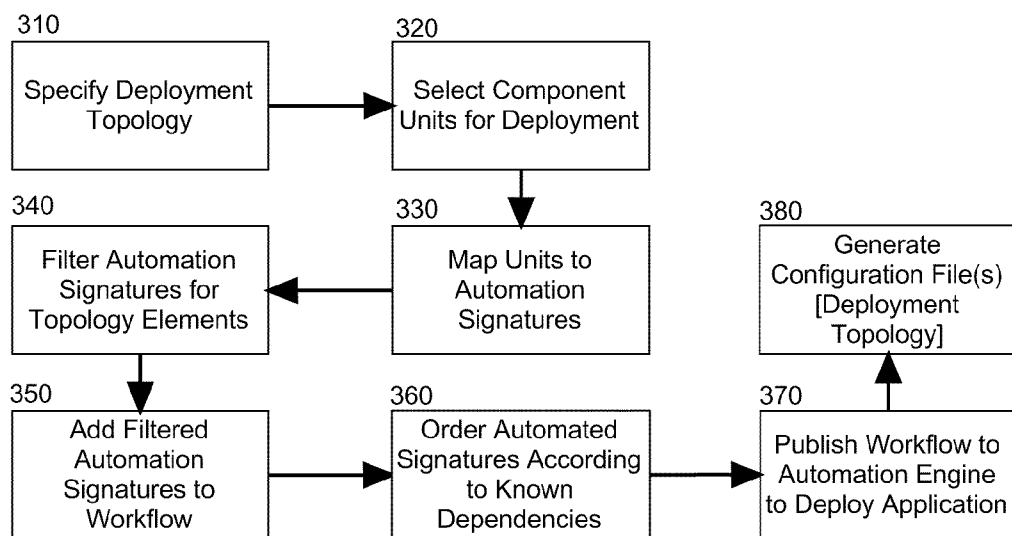 310
Specify Deployment
Topology
320
Select Component
Units for Deployment
330
Map Units to
Automation
Signatures
340
Filter Automation
Signatures for
Topology Elements
350
Add Filtered
Automation
Signatures to
Workflow
360
Order Automated
Signatures According
to Known
Dependencies
370
Publish Workflow to
Automation Engine
to Deploy Application
380
Generate
Configuration File(s)
[Deployment
Topology]